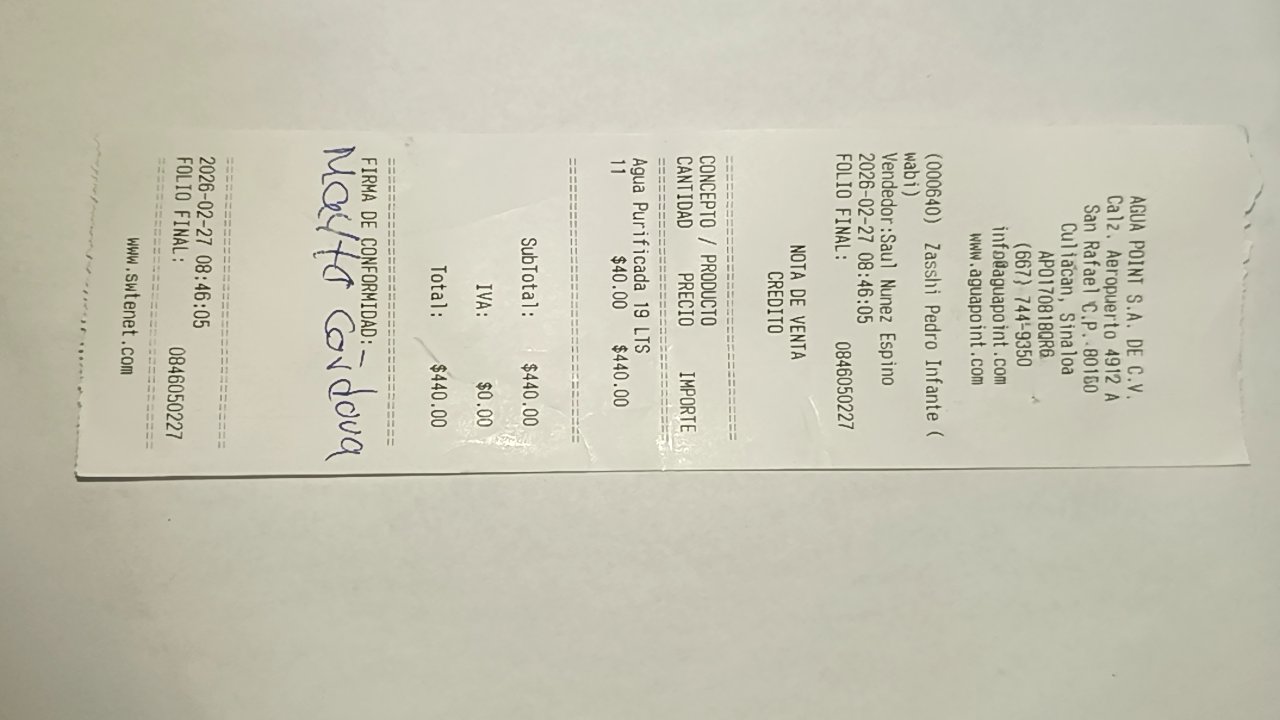 AGUA POINT S.A. DE C.V.
Calz. Aeropuerto 4912 A
San Rafael C.P. 80160
Culiacan, Sinaloa
APO170818QR6
(667) 744-9350
info@aguapoint.com
www.aguapoint.com
(000640) Zasshi Pedro Infante (
wabi)
Vendedor:Saul Nunez Espino
2026-02-27 08:46:05
FOLIO FINAL: 0846050227
NOTA DE VENTA
CREDITO
==============================
CONCEPTO / PRODUCTO
CANTIDAD PRECIO IMPORTE
==============================
Agua Purificada 19 LTS
11 $40.00 $440.00
==============================
SubTotal: $440.00
IVA: $0.00
Total: $440.00
==============================
FIRMA DE CONFORMIDAD:
Mayta Cordova
==============================
2026-02-27 08:46:05
FOLIO FINAL: 0846050227
==============================
www.swtenet.com